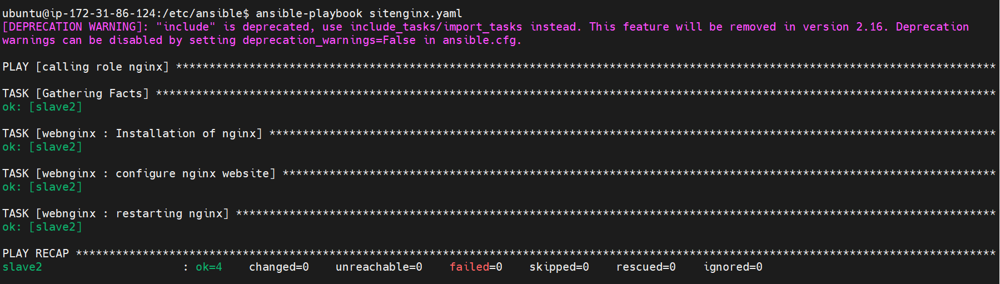 ubuntu@ip-172-31-86-124:/etc/ansible$ ansible-playbook sitenginx.yaml
[DEPRECATION WARNING]: "include" is deprecated, use include_tasks/import_tasks instead. This feature will be removed in version 2.16. Deprecation
warnings can be disabled by setting deprecation_warnings=False in ansible.cfg.
PLAY [calling role nginx] ***************************************************************************************************************************
TASK [Gathering Facts] ******************************************************************************************************************************
ok: [slave2]
TASK [webnginx : Installation of nginx] *************************************************************************************************************
ok: [slave2]
TASK [webnginx : configure nginx website] ***********************************************************************************************************
ok: [slave2]
TASK [webnginx : restarting nginx] ******************************************************************************************************************
ok: [slave2]
PLAY RECAP ******************************************************************************************************************************************
slave2                     : ok=4    changed=0    unreachable=0    failed=0    skipped=0    rescued=0    ignored=0